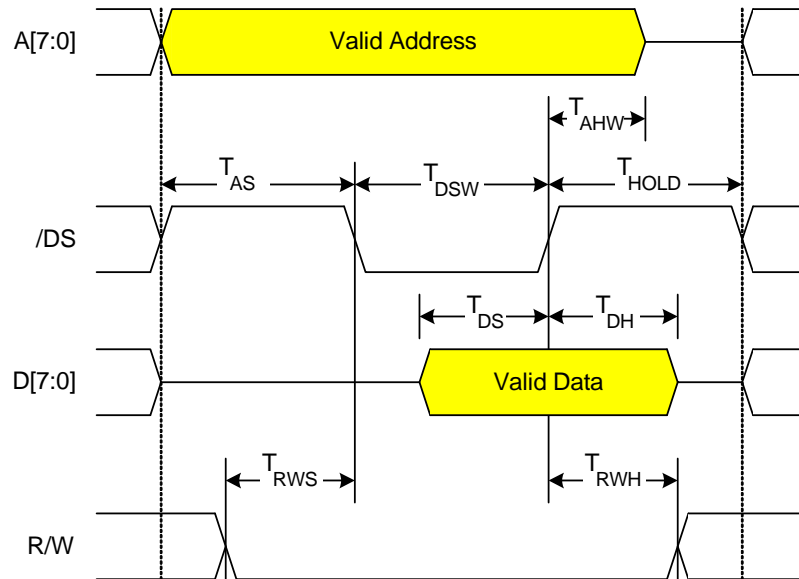 A[7:0]
Valid Address
TAHW
TAS
TDSW
THOLD
/DS
TDS
TDH
D[7:0]
Valid Data
TRWS
TRWH
R/W